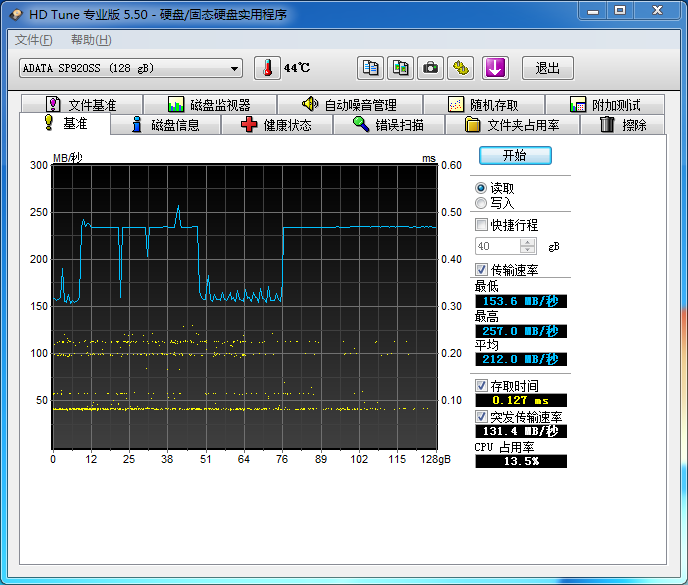 HD Tune 专业版 5.50 - 硬盘/固态硬盘实用程序
文件(F) 帮助(H)
ADATA SP920SS (128 gB) 44℃ 退出
文件基准 磁盘监视器 自动噪音管理 随机存取 附加测试
基准 磁盘信息 健康状态 错误扫描 文件夹占用率 擦除
MB/秒 ms
300 0.60
250 0.50
200 0.40
150 0.30
100 0.20
50 0.10
0 12 25 38 51 64 76 89 102 115 128gB
开始
读取
写入
快捷行程
40 gB
传输速率
最低
153.6 MB/秒
最高
257.0 MB/秒
平均
212.0 MB/秒
存取时间
0.127 ms
突发传输速率
131.4 MB/秒
CPU 占用率
13.5%